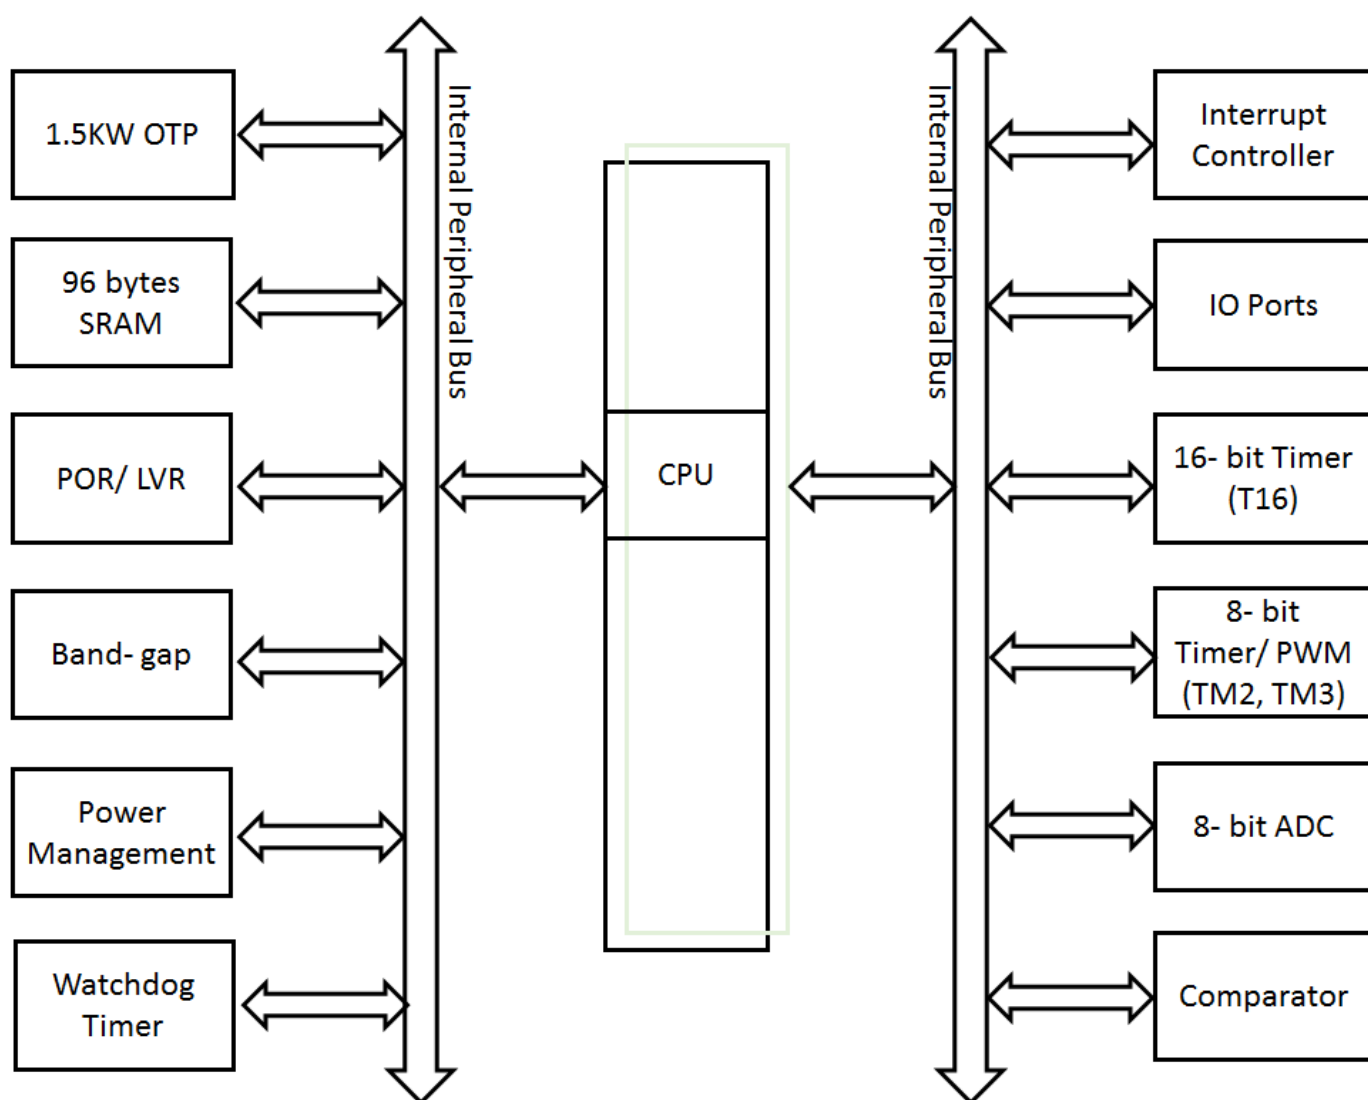 1.5KW OTP
96 bytes
SRAM
POR/ LVR
Band- gap
Power
Management
Watchdog
Timer
Internal Peripheral Bus
CPU
Internal Peripheral Bus
Interrupt
Controller
IO Ports
16- bit Timer
(T16)
8- bit
Timer/ PWM
(TM2, TM3)
8- bit ADC
Comparator